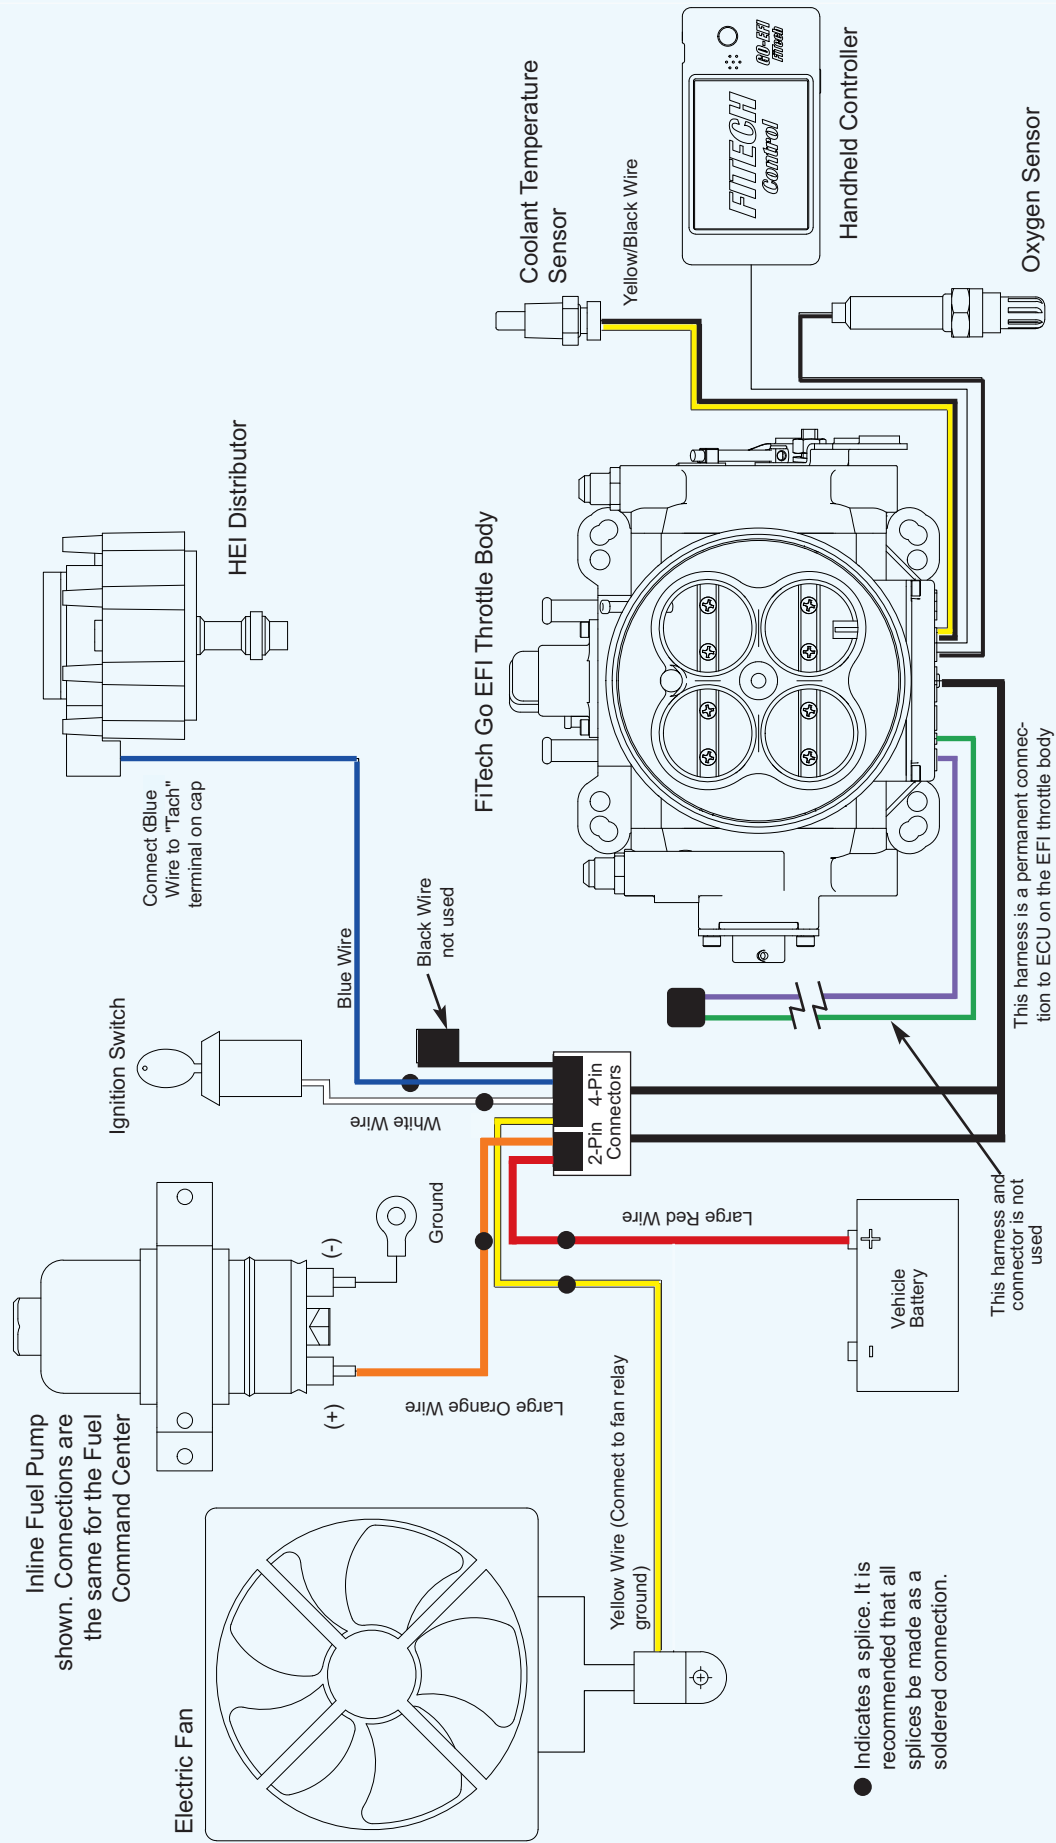 Inline Fuel Pump
shown. Connections are
the same for the Fuel
Command Center
(+)
(-)
Ground
Large Orange Wire
Electric Fan
Yellow Wire (Connect to fan relay
ground)
Ignition Switch
White Wire
Blue Wire
Connect (Blue
Wire to "Tach"
terminal on cap
HEI Distributor
Black Wire
not used
2-Pin 4-Pin
Connectors
Large Red Wire
Vehicle
Battery
+
-
FiTech Go EFI Throttle Body
Coolant Temperature
Sensor
Yellow/Black Wire
FITECH
Control
GO-EFI
FiTech
Handheld Controller
Oxygen Sensor
This harness and
connector is not
used
This harness is a permanent connec-
tion to ECU on the EFI throttle body
Indicates a splice. It is
recommended that all
splices be made as a
soldered connection.